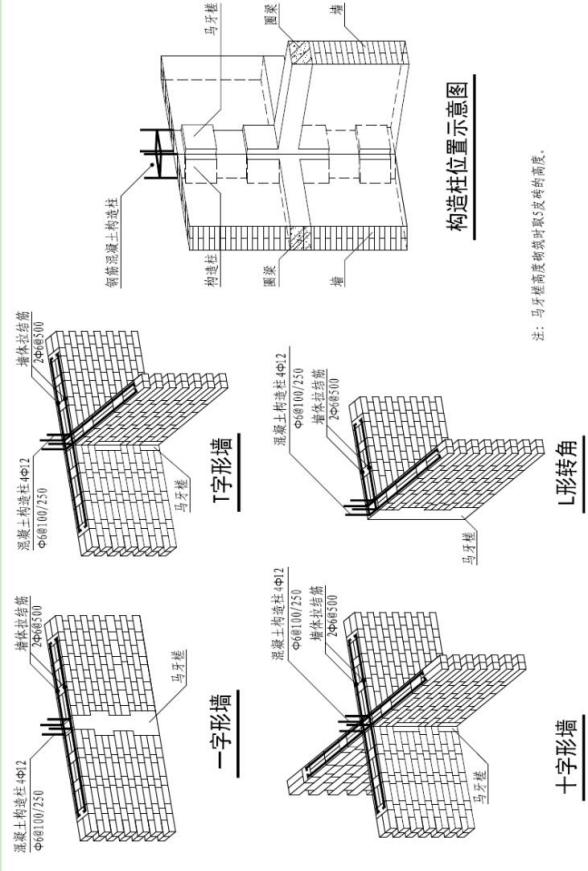 混凝土构造柱4Φ12
Φ6@100/250
墙体拉结筋
2Φ6@500
马牙槎
一字形墙
混凝土构造柱4Φ12
Φ6@100/250
墙体拉结筋
2Φ6@500
马牙槎
T字形墙
钢筋混凝土构造柱
马牙槎
构造柱
圈梁
圈梁
墙
墙
构造柱位置示意图
混凝土构造柱4Φ12
Φ6@100/250
墙体拉结筋
2Φ6@500
马牙槎
十字形墙
混凝土构造柱4Φ12
Φ6@100/250
墙体拉结筋
2Φ6@500
马牙槎
L形转角
注：马牙槎高度砌筑时取5皮砖的高度。